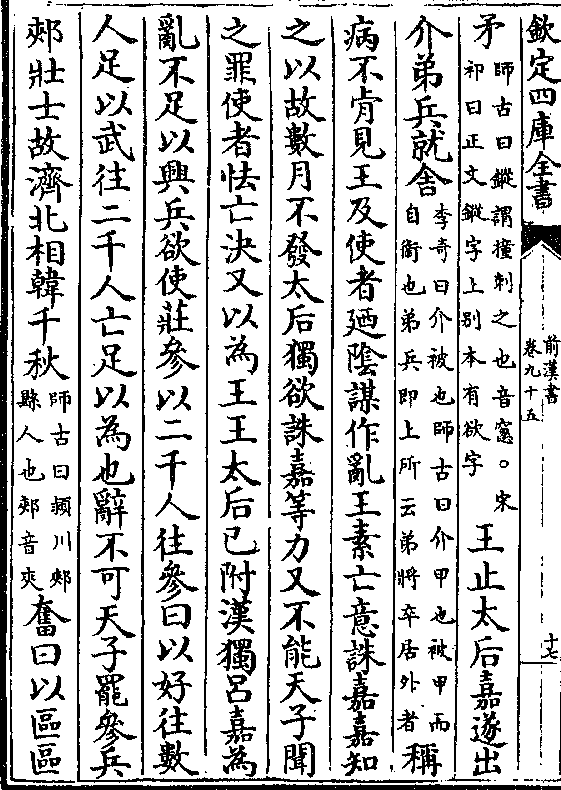 欽定四庫全書
前漢書
卷九十五
十七
矛師古曰鏦謂撞刺之也音窻○宋祁曰正文鏦字上别本有欲字王止太后嘉遂出
介弟兵就舍李奇曰介被也師古曰介甲也被甲而自衛也弟兵即上所云弟將卒居外者稱
病不肯見王及使者廼隂謀作亂王素亡意誅嘉嘉知
之以故數月不發太后獨欲誅嘉等力又不能天子聞
之罪使者怯亡決又以為王王太后已附漢獨吕嘉為
亂不足以興兵欲使莊參以二千人往參曰以好往數
人足以武往二千人亡足以為也辭不可天子罷參兵
郟壯士故濟北相韓千秋師古曰潁川郟縣人也郟音夾奮曰以區區